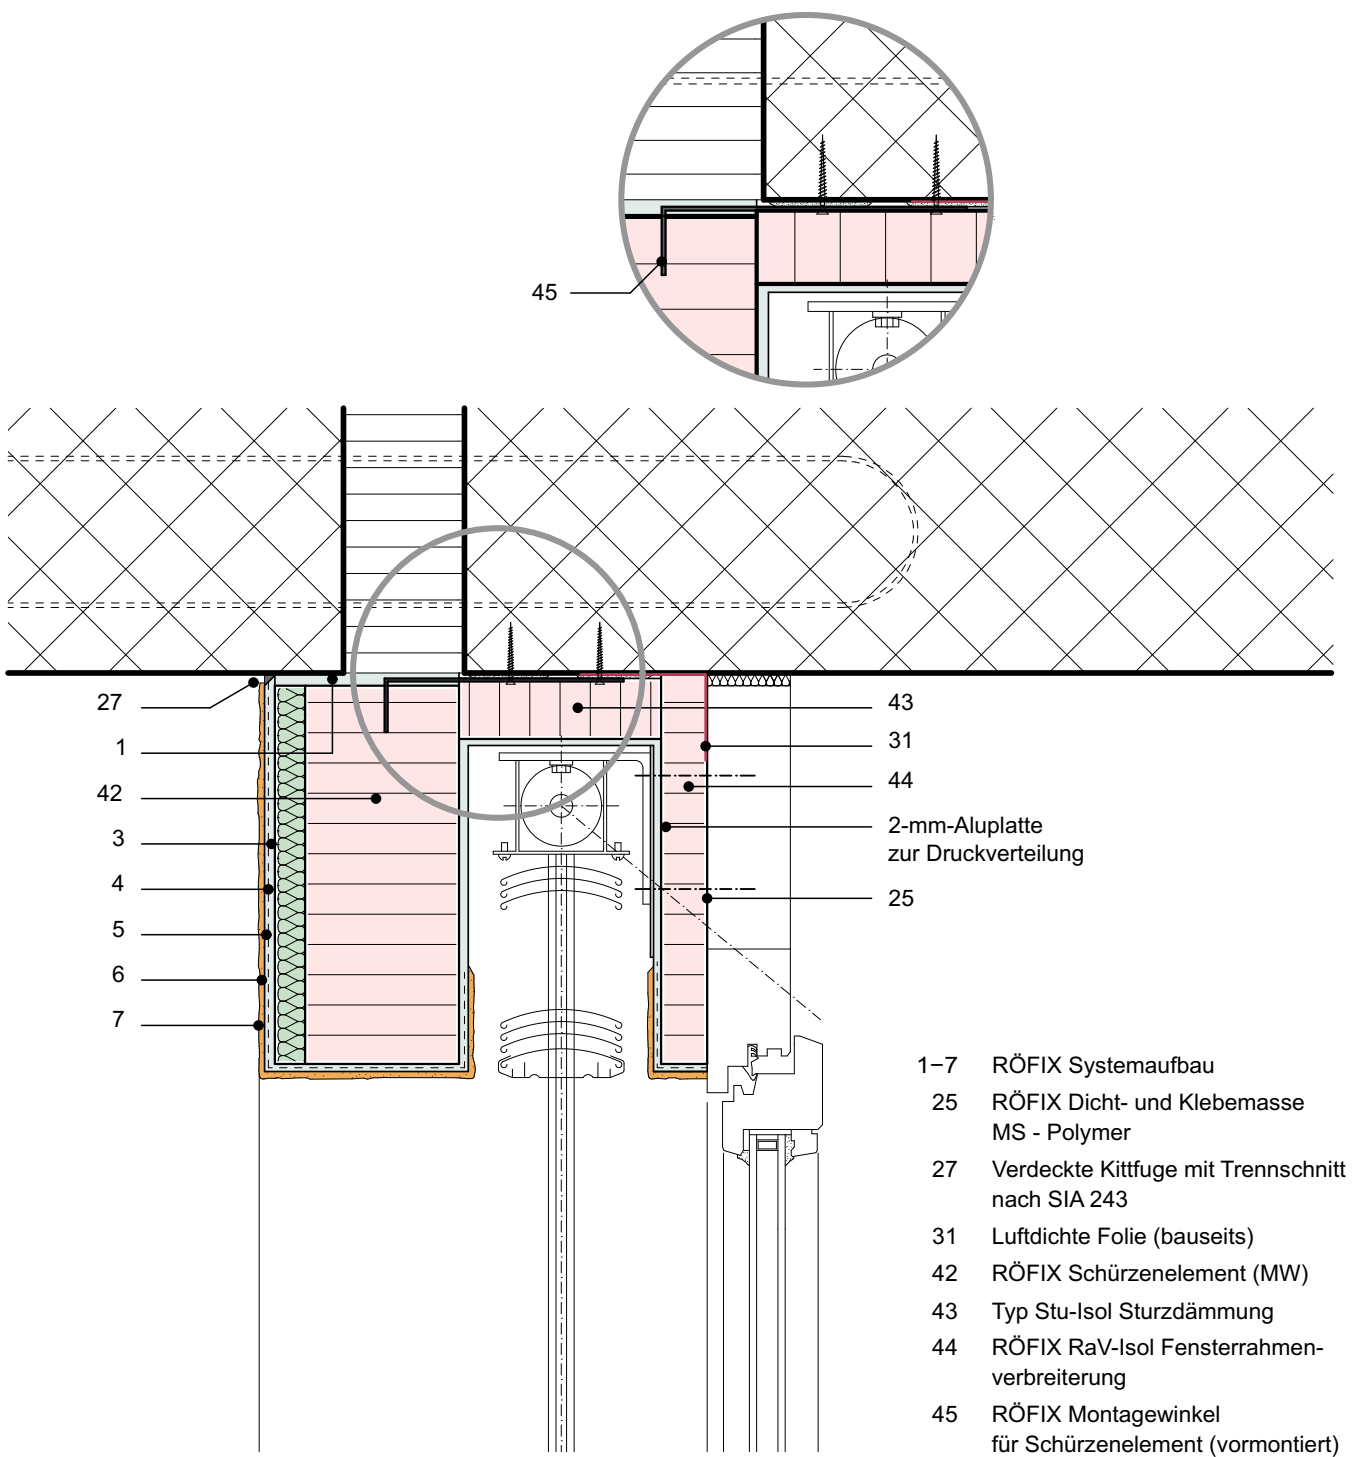 45
27
1
42
3
4
5
6
7
43
31
44
2-mm-Aluplatte
zur Druckverteilung
25
1–7 RÖFIX Systemaufbau
25 RÖFIX Dicht- und Klebemasse
MS - Polymer
27 Verdeckte Kittfuge mit Trennschnitt
nach SIA 243
31 Luftdichte Folie (bauseits)
42 RÖFIX Schürzenelement (MW)
43 Typ Stu-Isol Sturzdämmung
44 RÖFIX RaV-Isol Fensterrahmen-
verbreiterung
45 RÖFIX Montagewinkel
für Schürzenelement (vormontiert)